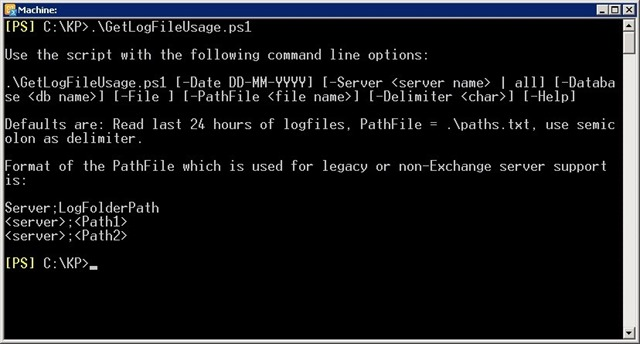 Machine:
[PS] C:\KP>.\GetLogFileUsage.ps1
Use the script with the following command line options:
.\GetLogFileUsage.ps1 [-Date DD-MM-YYYY] [-Server <server name> | all] [-Databa
se <db name>] [-File ] [-PathFile <file name>] [-Delimiter <char>] [-Help]
Defaults are: Read last 24 hours of logfiles, PathFile = .\paths.txt, use semic
olon as delimiter.
Format of the PathFile which is used for legacy or non-Exchange server support
is:
Server;LogFolderPath
<server>;<Path1>
<server>;<Path2>
[PS] C:\KP>_